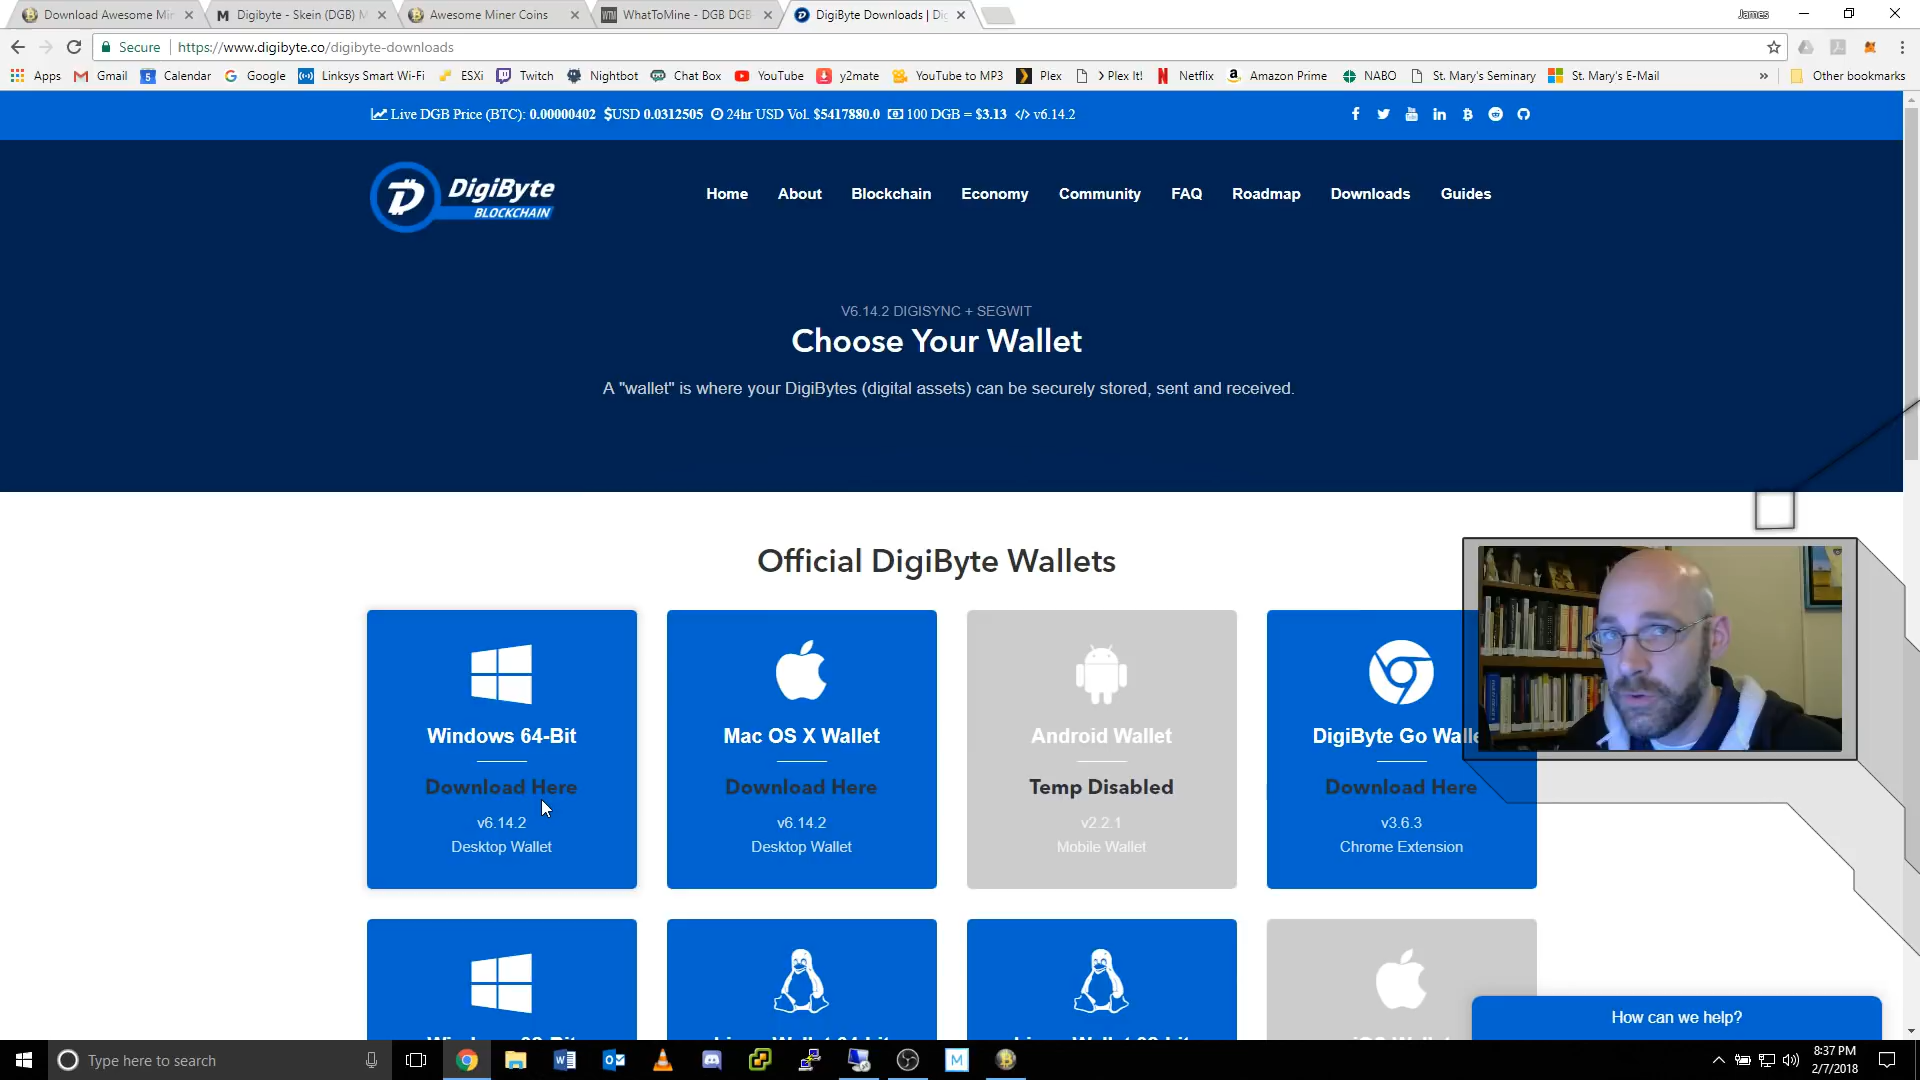 Download Awesome Min
Digibyte - Skein (DGB) M
Awesome Miner Coins
WhatToMine - DGB DGB
DigiByte Downloads | Di
James
Secure
https://www.digibyte.co/digibyte-downloads
Apps
Gmail
Calendar
Google
Linksys Smart Wi-Fi
ESXi
Twitch
Nightbot
Chat Box
YouTube
y2mate
YouTube to MP3
Plex
> Plex It!
Netflix
Amazon Prime
NABO
St. Mary's Seminary
St. Mary's E-Mail
»
Other bookmarks
Live DGB Price (BTC): 0.00000402 $USD 0.0312505 24hr USD Vol. $5417880.0 100 DGB = $3.13 </> v6.14.2
DigiByte
BLOCKCHAIN
Home
About
Blockchain
Economy
Community
FAQ
Roadmap
Downloads
Guides
V6.14.2 DIGISYNC + SEGWIT
Choose Your Wallet
A "wallet" is where your DigiBytes (digital assets) can be securely stored, sent and received.
Official DigiByte Wallets
Windows 64-Bit
Download Here
v6.14.2
Desktop Wallet
Mac OS X Wallet
Download Here
v6.14.2
Desktop Wallet
Android Wallet
Temp Disabled
v2.2.1
Mobile Wallet
DigiByte Go Walle
Download Here
v3.6.3
Chrome Extension
How can we help?
Type here to search
8:37 PM
2/7/2018